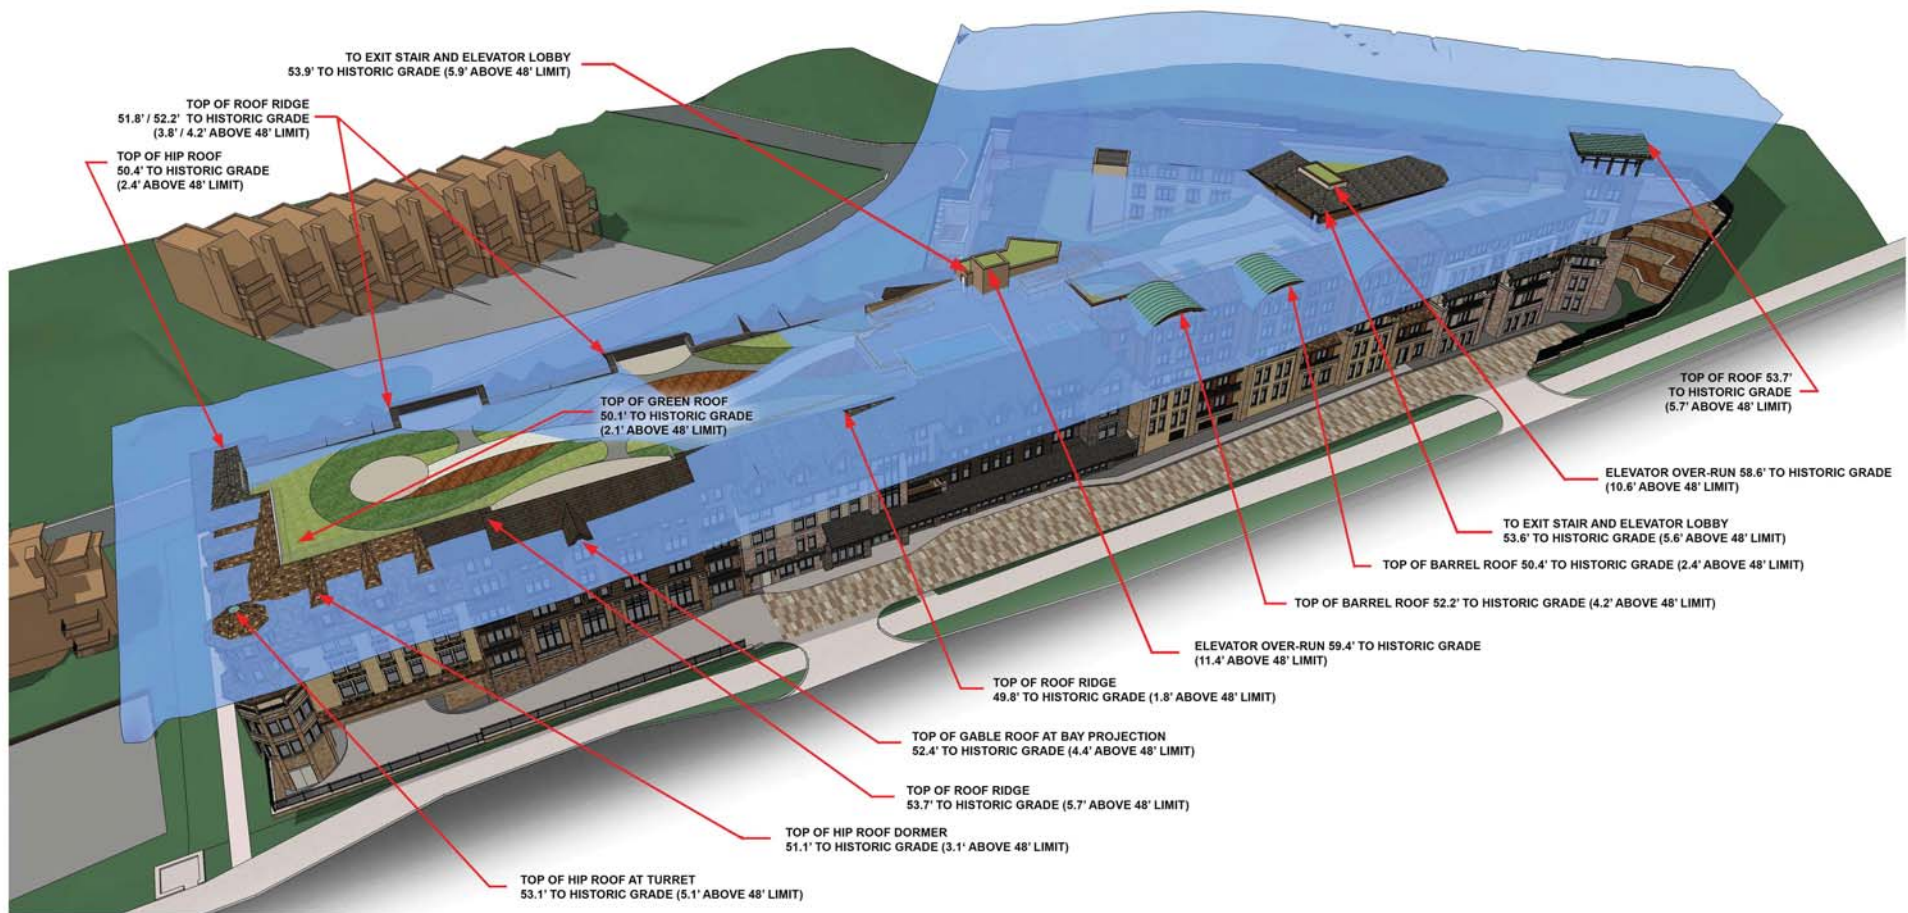 TO EXIT STAIR AND ELEVATOR LOBBY
53.9' TO HISTORIC GRADE (5.9' ABOVE 48' LIMIT)
TOP OF ROOF RIDGE
51.8' / 52.2' TO HISTORIC GRADE
(3.8' / 4.2' ABOVE 48' LIMIT)
TOP OF HIP ROOF
50.4' TO HISTORIC GRADE
(2.4' ABOVE 48' LIMIT)
TOP OF GREEN ROOF
50.1' TO HISTORIC GRADE
(2.1' ABOVE 48' LIMIT)
TOP OF ROOF 53.7'
TO HISTORIC GRADE
(5.7' ABOVE 48' LIMIT)
ELEVATOR OVER-RUN 58.6' TO HISTORIC GRADE
(10.6' ABOVE 48' LIMIT)
TO EXIT STAIR AND ELEVATOR LOBBY
53.6' TO HISTORIC GRADE (5.6' ABOVE 48' LIMIT)
TOP OF BARREL ROOF 50.4' TO HISTORIC GRADE (2.4' ABOVE 48' LIMIT)
TOP OF BARREL ROOF 52.2' TO HISTORIC GRADE (4.2' ABOVE 48' LIMIT)
ELEVATOR OVER-RUN 59.4' TO HISTORIC GRADE
(11.4' ABOVE 48' LIMIT)
TOP OF ROOF RIDGE
49.8' TO HISTORIC GRADE (1.8' ABOVE 48' LIMIT)
TOP OF GABLE ROOF AT BAY PROJECTION
52.4' TO HISTORIC GRADE (4.4' ABOVE 48' LIMIT)
TOP OF ROOF RIDGE
53.7' TO HISTORIC GRADE (5.7' ABOVE 48' LIMIT)
TOP OF HIP ROOF DORMER
51.1' TO HISTORIC GRADE (3.1' ABOVE 48' LIMIT)
TOP OF HIP ROOF AT TURRET
53.1' TO HISTORIC GRADE (5.1' ABOVE 48' LIMIT)